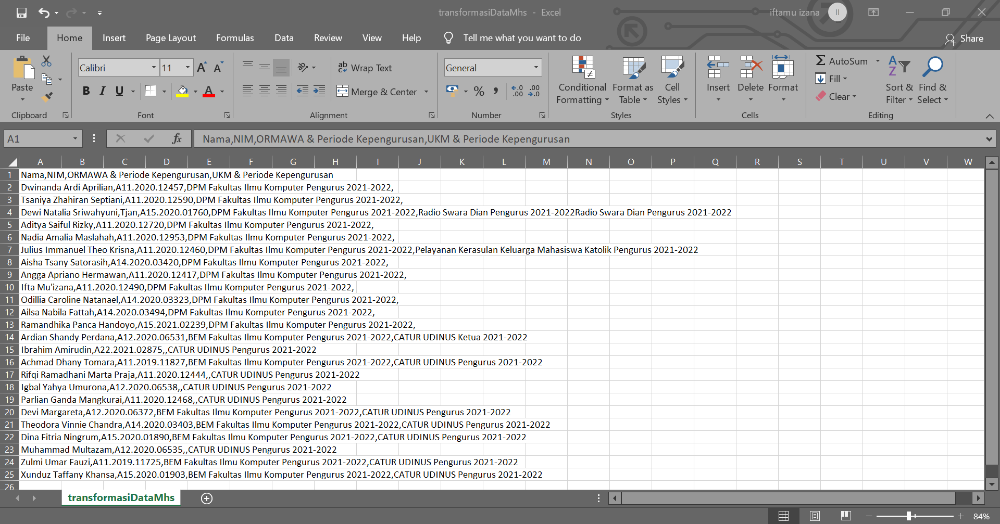 transformasiDataMhs - Excel
iftamu izana II
File Home Insert Page Layout Formulas Data Review View Help Tell me what you want to do Share
Paste
Clipboard
Calibri 11 A A
B I U A
Font
ab c Wrap Text
Merge & Center
Alignment
General
% , .0 .00 .00 .0
Number
Conditional Formatting
Format as Table
Cell Styles
Styles
Insert Delete Format
Cells
Σ AutoSum
Fill
Clear
A Z Sort & Filter
Find & Select
Editing
A1 fx Nama,NIM,ORMAWA & Periode Kepengurusan,UKM & Periode Kepengurusan
A B C D E F G H I J K L M N O P Q R S T U V W
1 Nama,NIM,ORMAWA & Periode Kepengurusan,UKM & Periode Kepengurusan
2 Dwinanda Ardi Aprilian,A11.2020.12457,DPM Fakultas Ilmu Komputer Pengurus 2021-2022,
3 Tsaniya Zhahiran Septiani,A11.2020.12590,DPM Fakultas Ilmu Komputer Pengurus 2021-2022,
4 Dewi Natalia Sriwahyuni,Tjan,A15.2020.01760,DPM Fakultas Ilmu Komputer Pengurus 2021-2022,Radio Swara Dian Pengurus 2021-2022Radio Swara Dian Pengurus 2021-2022
5 Aditya Saiful Rizky,A11.2020.12720,DPM Fakultas Ilmu Komputer Pengurus 2021-2022,
6 Nadia Amalia Maslahah,A11.2020.12953,DPM Fakultas Ilmu Komputer Pengurus 2021-2022,
7 Julius Immanuel Theo Krisna,A11.2020.12460,DPM Fakultas Ilmu Komputer Pengurus 2021-2022,Pelayanan Kerasulan Keluarga Mahasiswa Katolik Pengurus 2021-2022
8 Aisha Tsany Satorasih,A14.2020.03420,DPM Fakultas Ilmu Komputer Pengurus 2021-2022,
9 Angga Apriano Hermawan,A11.2020.12417,DPM Fakultas Ilmu Komputer Pengurus 2021-2022,
10 Ifta Mu'izana,A11.2020.12490,DPM Fakultas Ilmu Komputer Pengurus 2021-2022,
11 Odillia Caroline Natanael,A14.2020.03323,DPM Fakultas Ilmu Komputer Pengurus 2021-2022,
12 Ailsa Nabila Fattah,A14.2020.03494,DPM Fakultas Ilmu Komputer Pengurus 2021-2022,
13 Ramandhika Panca Handoyo,A15.2021.02239,DPM Fakultas Ilmu Komputer Pengurus 2021-2022,
14 Ardian Shandy Perdana,A12.2020.06531,BEM Fakultas Ilmu Komputer Pengurus 2021-2022,CATUR UDINUS Ketua 2021-2022
15 Ibrahim Amirudin,A22.2021.02875,,CATUR UDINUS Pengurus 2021-2022
16 Achmad Dhany Tomara,A11.2019.11827,BEM Fakultas Ilmu Komputer Pengurus 2021-2022,CATUR UDINUS Pengurus 2021-2022
17 Rifqi Ramadhani Marta Praja,A11.2020.12444,,CATUR UDINUS Pengurus 2021-2022
18 Igbal Yahya Umurona,A12.2020.06538,,CATUR UDINUS Pengurus 2021-2022
19 Parlian Ganda Mangkurai,A11.2020.12468,,CATUR UDINUS Pengurus 2021-2022
20 Devi Margareta,A12.2020.06372,BEM Fakultas Ilmu Komputer Pengurus 2021-2022,CATUR UDINUS Pengurus 2021-2022
21 Theodora Vinnie Chandra,A14.2020.03403,BEM Fakultas Ilmu Komputer Pengurus 2021-2022,CATUR UDINUS Pengurus 2021-2022
22 Dina Fitria Ningrum,A15.2020.01890,BEM Fakultas Ilmu Komputer Pengurus 2021-2022,CATUR UDINUS Pengurus 2021-2022
23 Muhammad Multazam,A12.2020.06535,,CATUR UDINUS Pengurus 2021-2022
24 Zulmi Umar Fauzi,A11.2019.11725,BEM Fakultas Ilmu Komputer Pengurus 2021-2022,CATUR UDINUS Pengurus 2021-2022
25 Xunduz Taffany Khansa,A15.2020.01903,BEM Fakultas Ilmu Komputer Pengurus 2021-2022,CATUR UDINUS Pengurus 2021-2022
26
transformasiDataMhs
84%